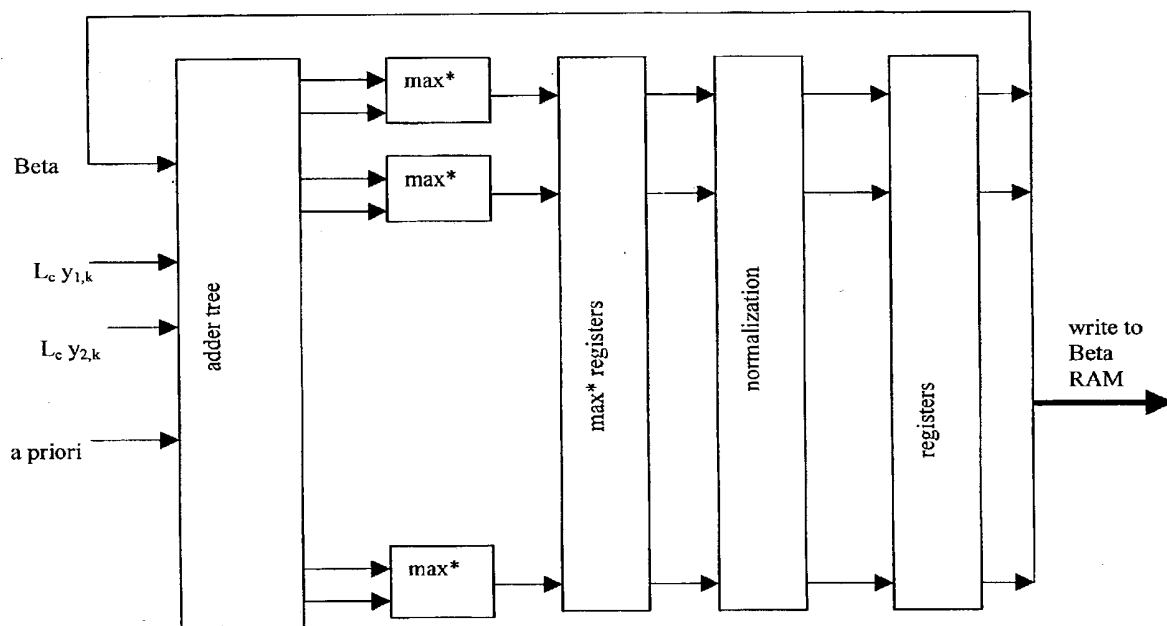 max*
max*
Beta
L_c y_1,k
L_c y_2,k
a priori
adder tree
max* registers
normalization
registers
write to
Beta
RAM
max*